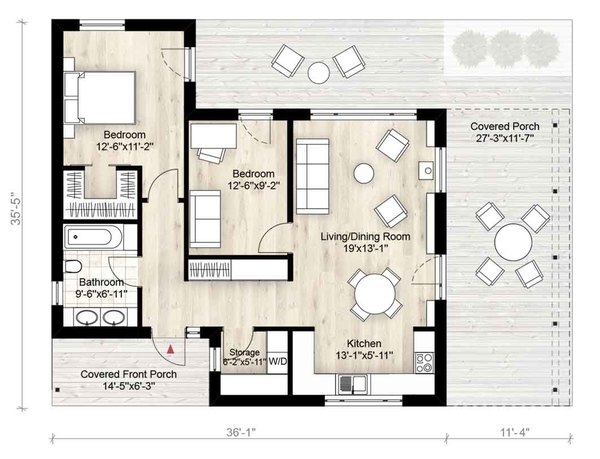 Bedroom
12'-6"x11'-2"
Bedroom
12'-6"x9'-2"
Covered Porch
27'-3"x11'-7"
Living/Dining Room
19'x13'-1"
Bathroom
9'-6"x6'-11"
Storage
6'-2"x5'-11"
W/D
Kitchen
13'-1"x5'-11"
Covered Front Porch
14'-5"x6'-3"
35'-5"
36'-1"
11'-4"